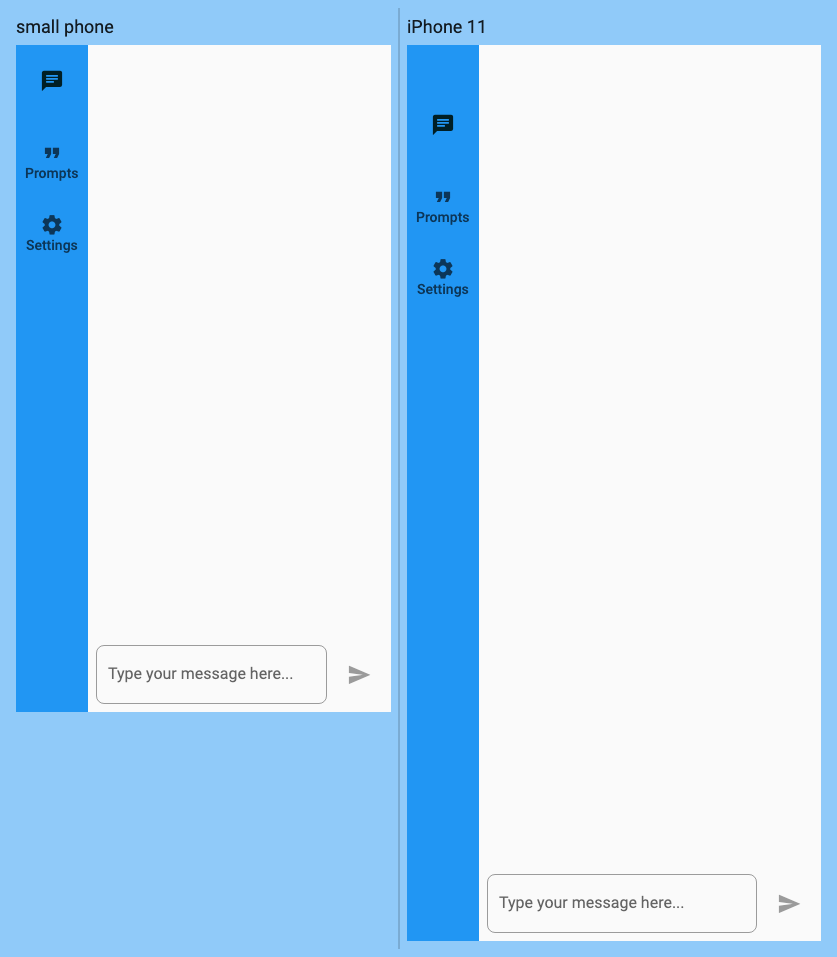 small phone
Prompts
Settings
Type your message here...
iPhone 11
Prompts
Settings
Type your message here...